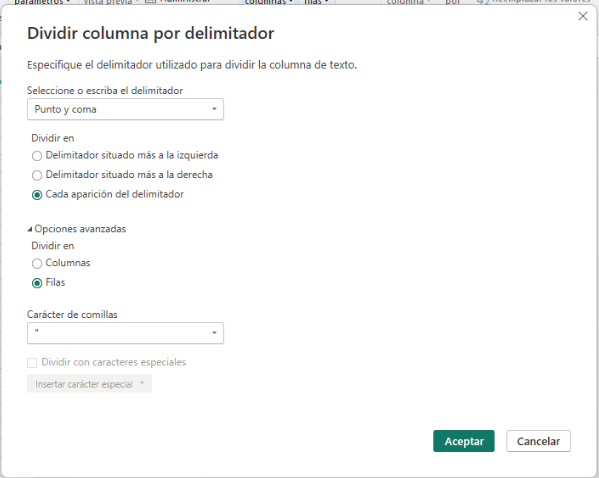 parámetros
Vista previa
Administrar
columnas
filas
columna
por
Reemplazar los valores
Dividir columna por delimitador
Especifique el delimitador utilizado para dividir la columna de texto.
Seleccione o escriba el delimitador
Punto y coma
Dividir en
Delimitador situado más a la izquierda
Delimitador situado más a la derecha
Cada aparición del delimitador
Opciones avanzadas
Dividir en
Columnas
Filas
Carácter de comillas
"
Dividir con caracteres especiales
Insertar carácter especial
Aceptar Cancelar